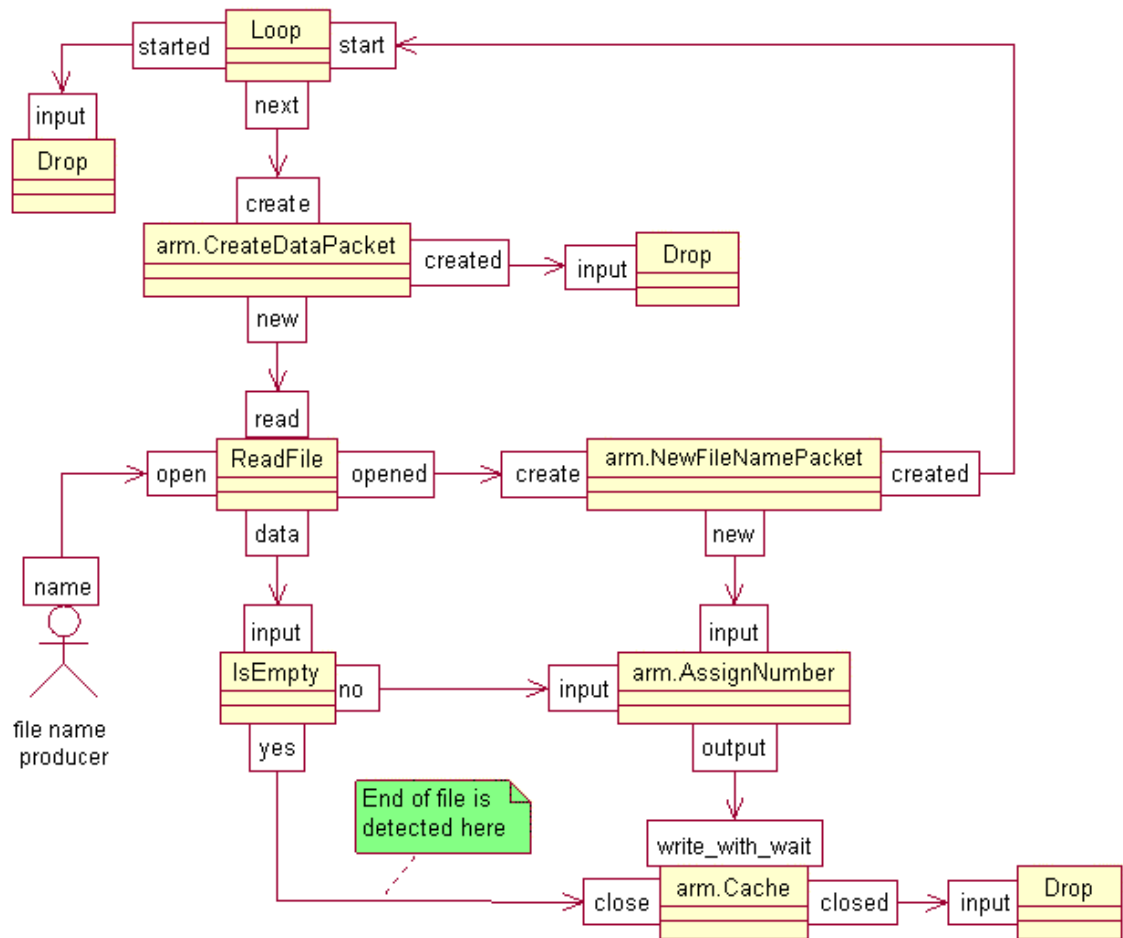 started
Loop
start
input
next
Drop
create
arm.CreateDataPacket
created
input
Drop
new
read
open
ReadFile
opened
create
arm.NewFileNamePacket
created
data
new
name
input
input
IsEmpty
no
input
arm.AssignNumber
file name
producer
yes
output
End of file is
detected here
write_with_wait
close
arm.Cache
closed
input
Drop